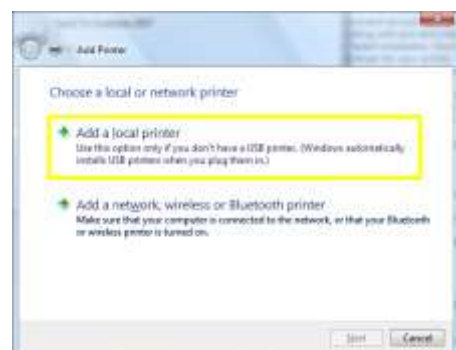 Add Printer
Choose a local or network printer
Add a local printer
Use this option only if you don't have a USB printer. (Windows automatically
installs USB printers when you plug them in.)
Add a network, wireless or Bluetooth printer
Make sure that your computer is connected to the network, or that your Bluetooth
or wireless printer is turned on.
Next
Cancel